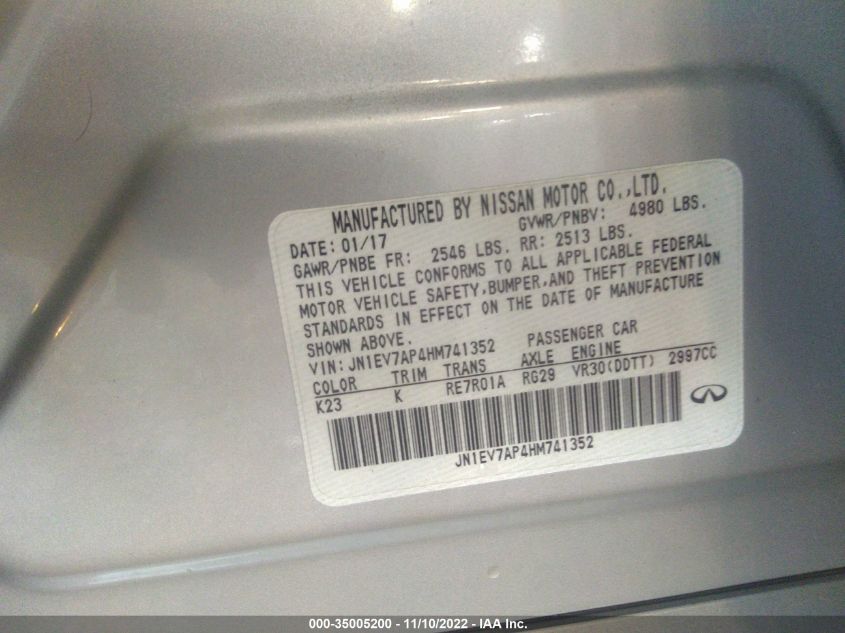 MANUFACTURED BY NISSAN MOTOR CO.,LTD.
DATE: 01/17 GVWR/PNBV: 4980 LBS.
GAWR/PNBE FR: 2546 LBS. RR: 2513 LBS.
THIS VEHICLE CONFORMS TO ALL APPLICABLE FEDERAL
MOTOR VEHICLE SAFETY,BUMPER,AND THEFT PREVENTION
STANDARDS IN EFFECT ON THE DATE OF MANUFACTURE
SHOWN ABOVE.
VIN: JN1EV7AP4HM741352 PASSENGER CAR
COLOR TRIM TRANS AXLE ENGINE
K23 K RE7R01A RG29 VR30(DDTT) 2997CC
JN1EV7AP4HM741352
000-35005200 - 11/10/2022 - IAA Inc.